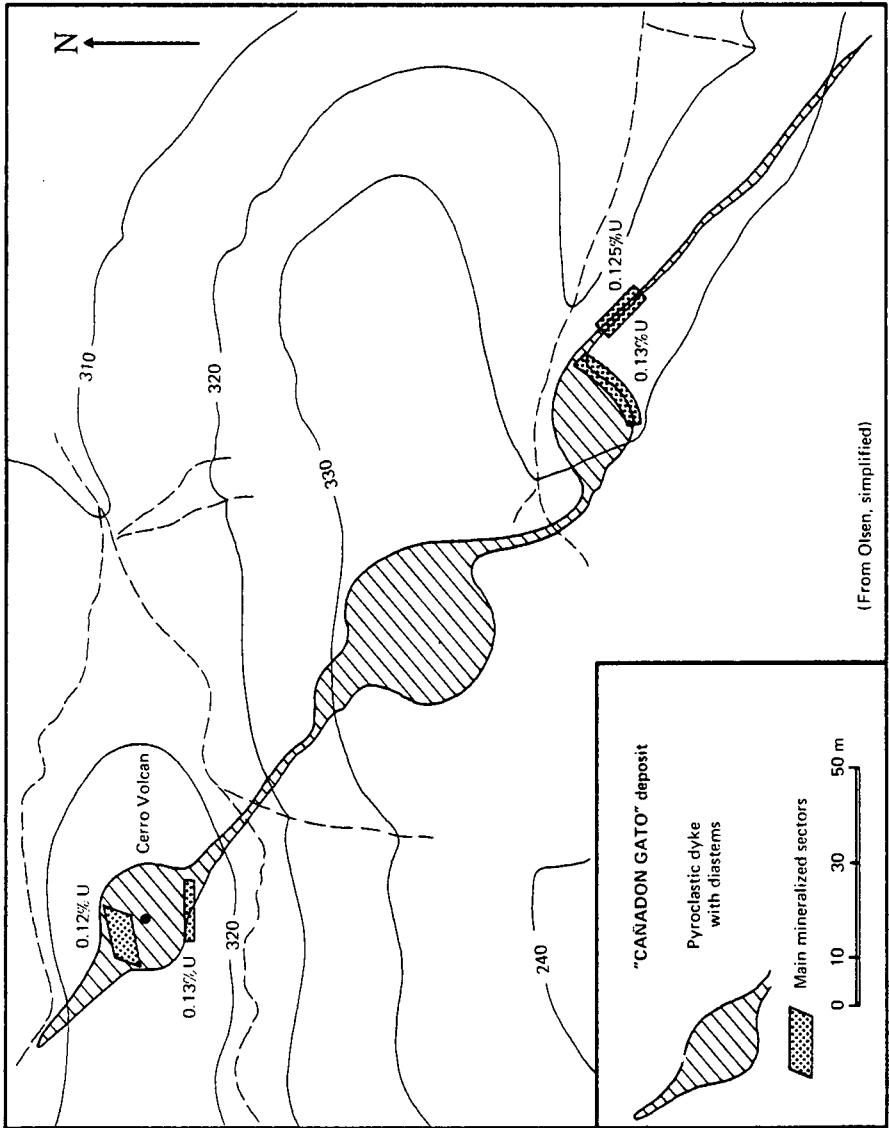 N
310
320
330
0.12% U
Cerro Volcan
0.13% U
320
240
0.125% U
0.13% U
"CAÑADON GATO" deposit
Pyroclastic dyke
with diastems
Main mineralized sectors
0 10 30 50 m
(From Olsen, simplified)